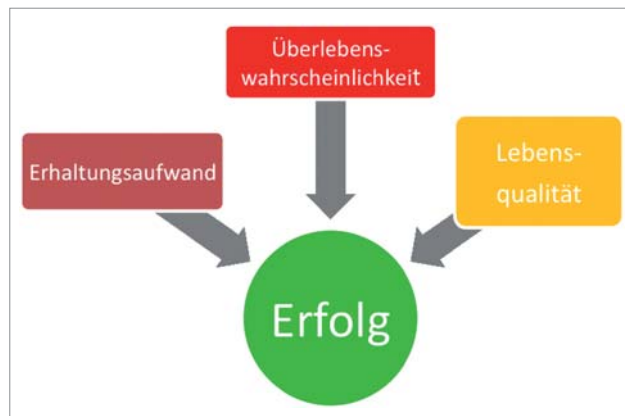 Überlebens-
wahrscheinlichkeit
Erhaltungsaufwand
Lebens-
qualität
Erfolg